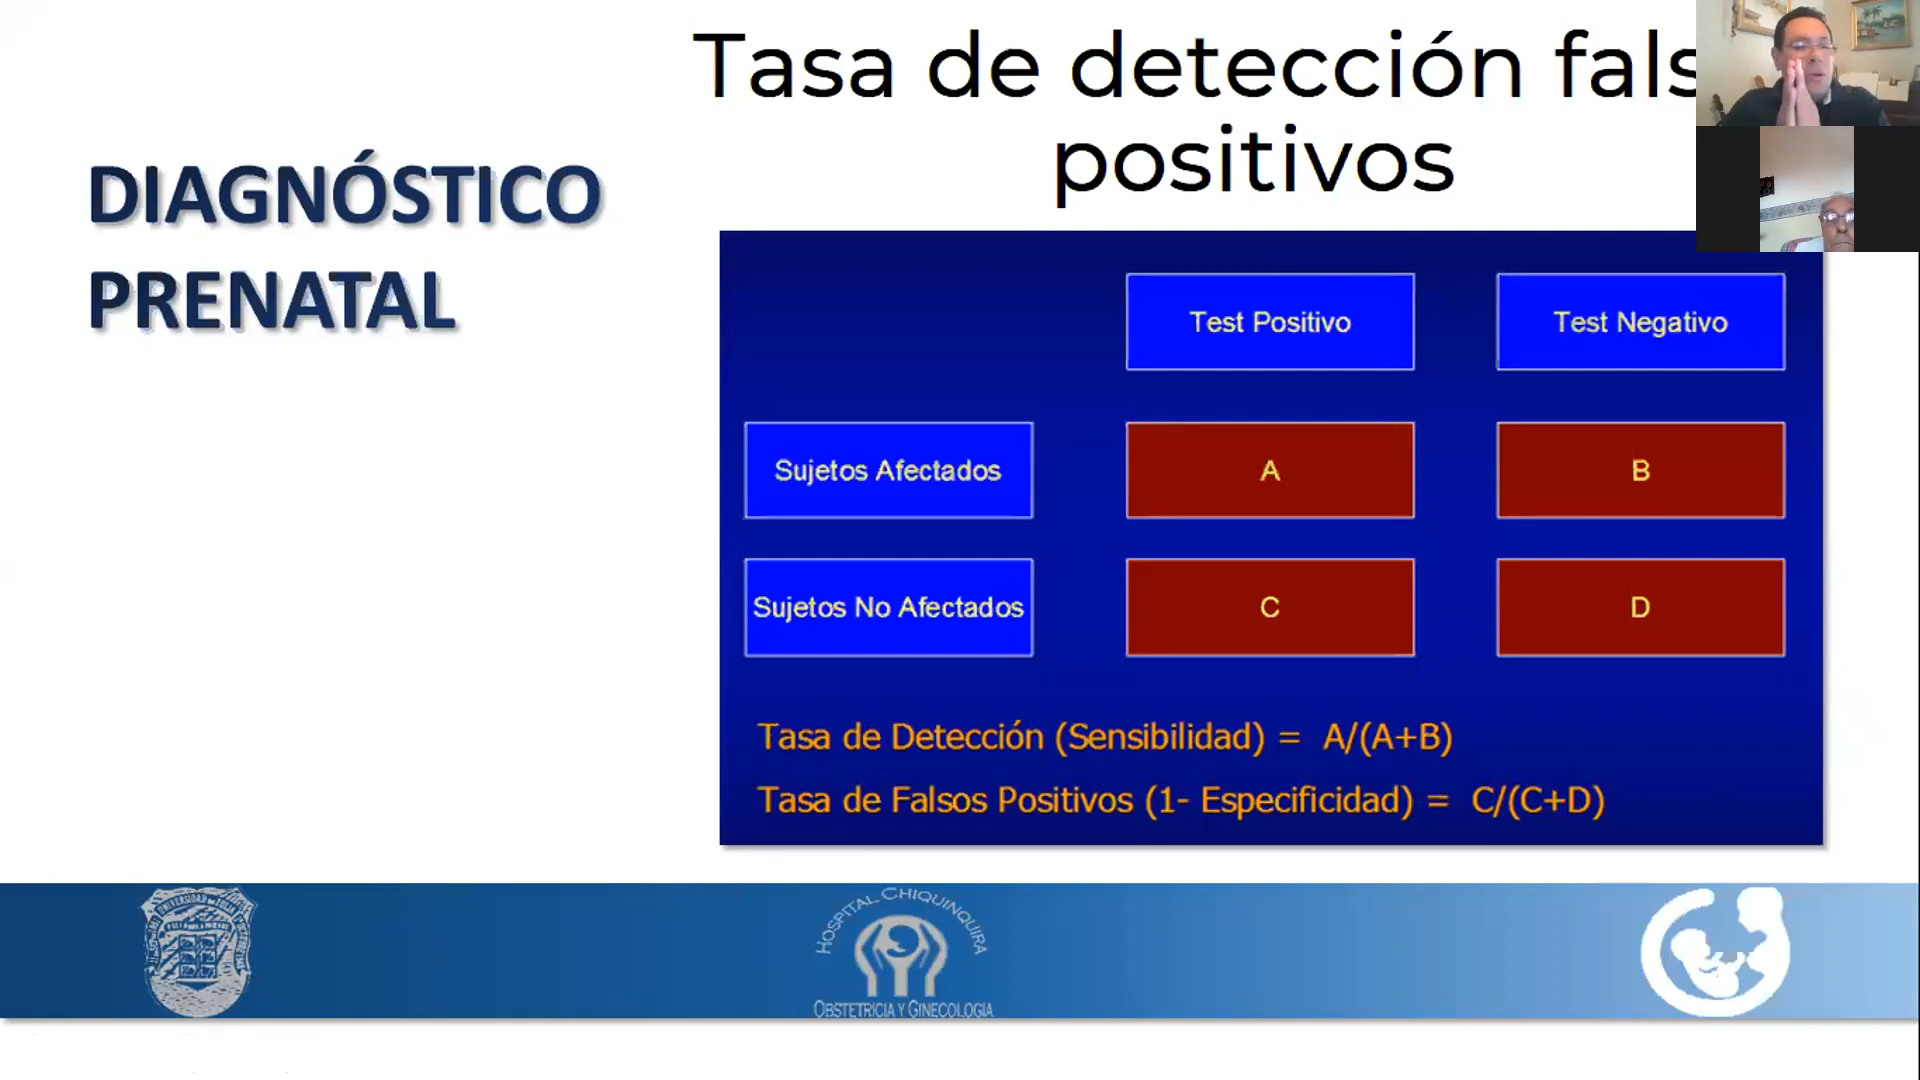 Tasa de detección fals
positivos
DIAGNÓSTICO
PRENATAL
Test Positivo
Test Negativo
Sujetos Afectados
A
B
Sujetos No Afectados
C
D
Tasa de Detección (Sensibilidad) = A/(A+B)
Tasa de Falsos Positivos (1- Especificidad) = C/(C+D)
HOSPITAL CHIQUINQUIRA
OBSTETRICIA Y GINECOLOGIA